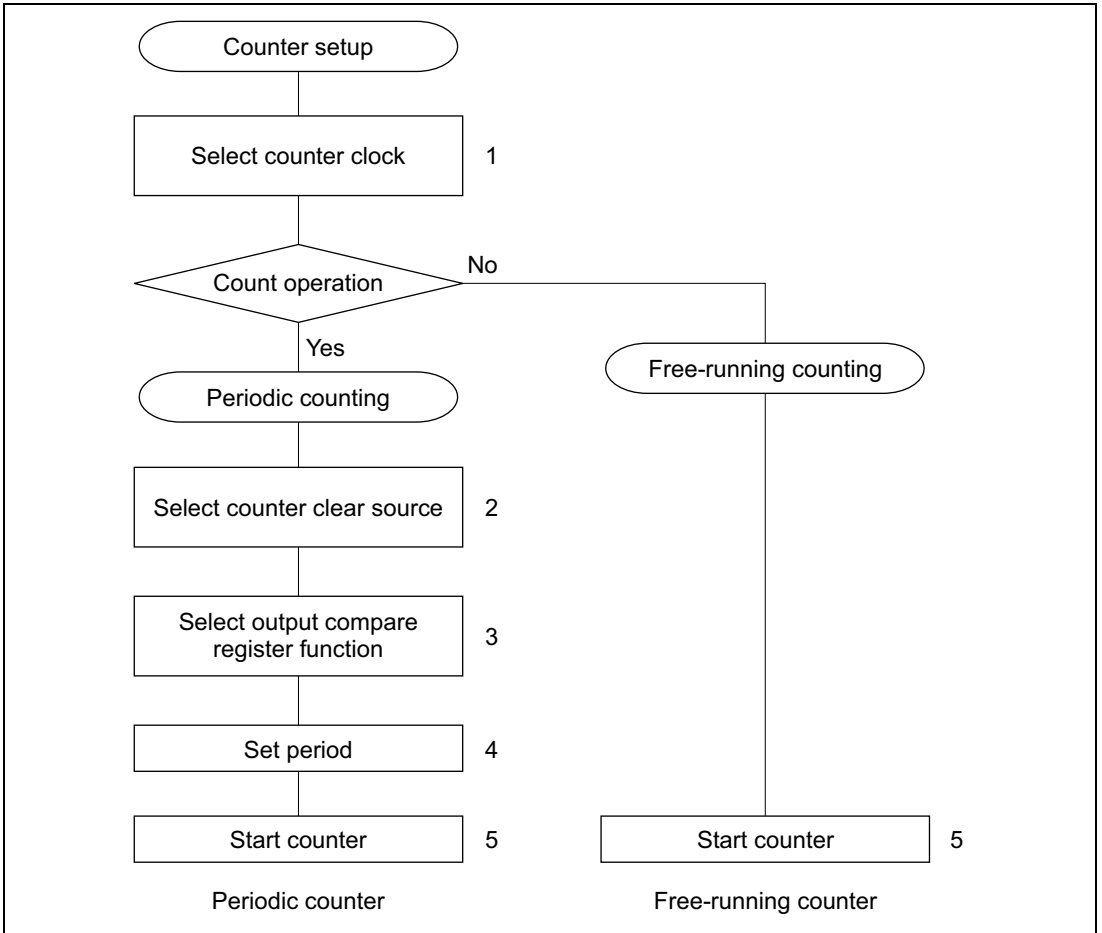 Counter setup
Select counter clock
1
Count operation
No
Yes
Free-running counting
Periodic counting
Select counter clear source
2
Select output compare
register function
3
Set period
4
Start counter
5
Start counter
5
Periodic counter
Free-running counter